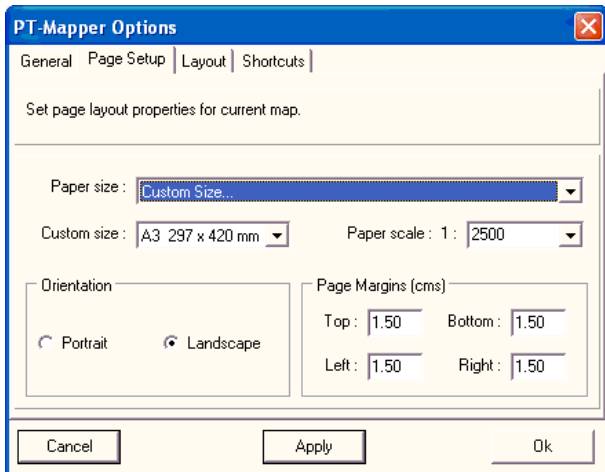 PT-Mapper Options
General Page Setup Layout Shortcuts
Set page layout properties for current map.
Paper size : Custom Size...
Custom size : A3 297 x 420 mm Paper scale : 1 : 2500
Orientation Page Margins (cms)
Top : 1.50 Bottom : 1.50
Portrait Landscape
Left : 1.50 Right : 1.50
Cancel Apply Ok